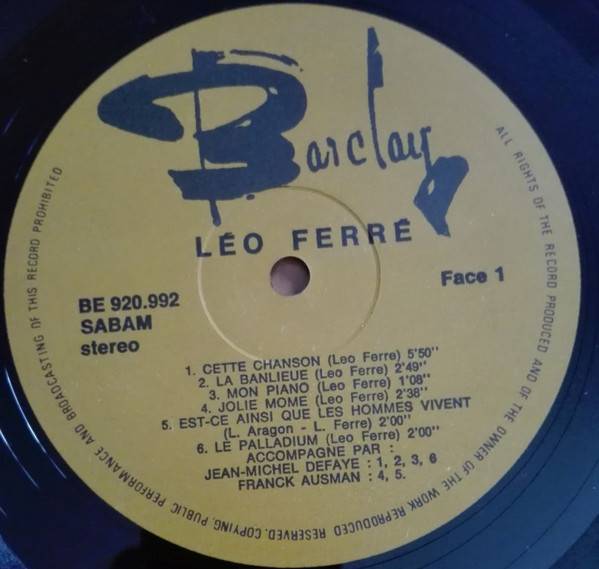 Barclay
LÉO FERRÉ
Face 1
BE 920.992
SABAM
stereo
1. CETTE CHANSON (Leo Ferre) 5'50"
2. LA BANLIEUE (Leo Ferre) 2'49"
3. MON PIANO (Leo Ferre) 1'08"
4. JOLIE MOME (Leo Ferre) 2'38"
5. EST-CE AINSI QUE LES HOMMES VIVENT
(L. Aragon - L. Ferre) 2'00"
6. LE PALLADIUM (Leo Ferre) 2'00"
ACCOMPAGNE PAR :
JEAN-MICHEL DEFAYE : 1, 2, 3, 6
FRANCK AUSMAN : 4, 5.
ALL RIGHTS OF THE RECORD PRODUCED AND OF THE OWNER OF THE WORK REPRODUCED RESERVED. COPYING, PUBLIC PERFORMANCE AND BROADCASTING OF THIS RECORD PROHIBITED